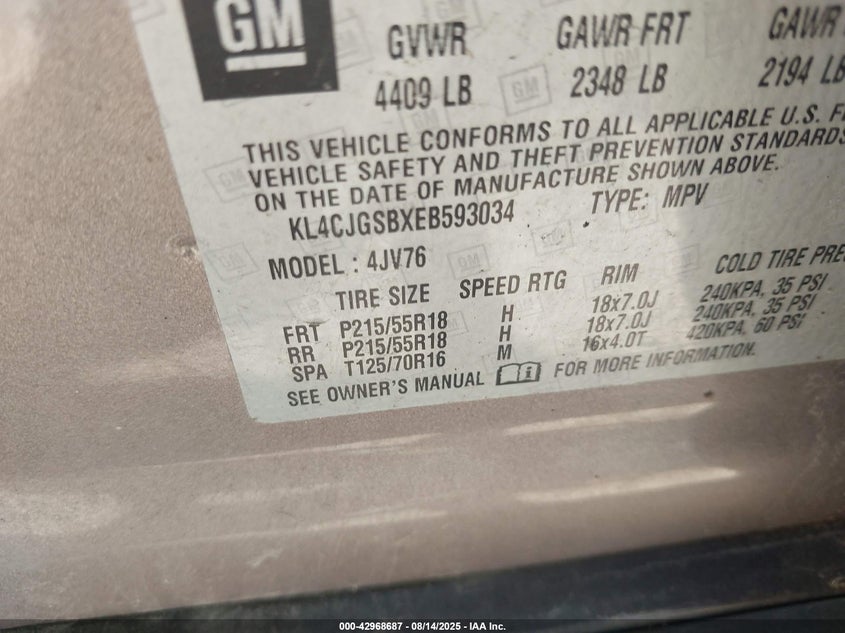 GM
GVWR GAWR FRT GAWR
4409 LB 2348 LB 2194 LB
THIS VEHICLE CONFORMS TO ALL APPLICABLE U.S.
VEHICLE SAFETY AND THEFT PREVENTION STANDARDS
ON THE DATE OF MANUFACTURE SHOWN ABOVE.
KL4CJGSBXEB593034 TYPE: MPV
MODEL : 4JV76
TIRE SIZE SPEED RTG RIM COLD TIRE PRE
FRT P215/55R18 H 18x7.0J 240KPA, 35 PSI
RR P215/55R18 H 18x7.0J 240KPA, 35 PSI
SPA T125/70R16 M 16x4.0T 420KPA, 60 PSI
SEE OWNER'S MANUAL FOR MORE INFORMATION.
000-42968687 - 08/14/2025 - IAA Inc.